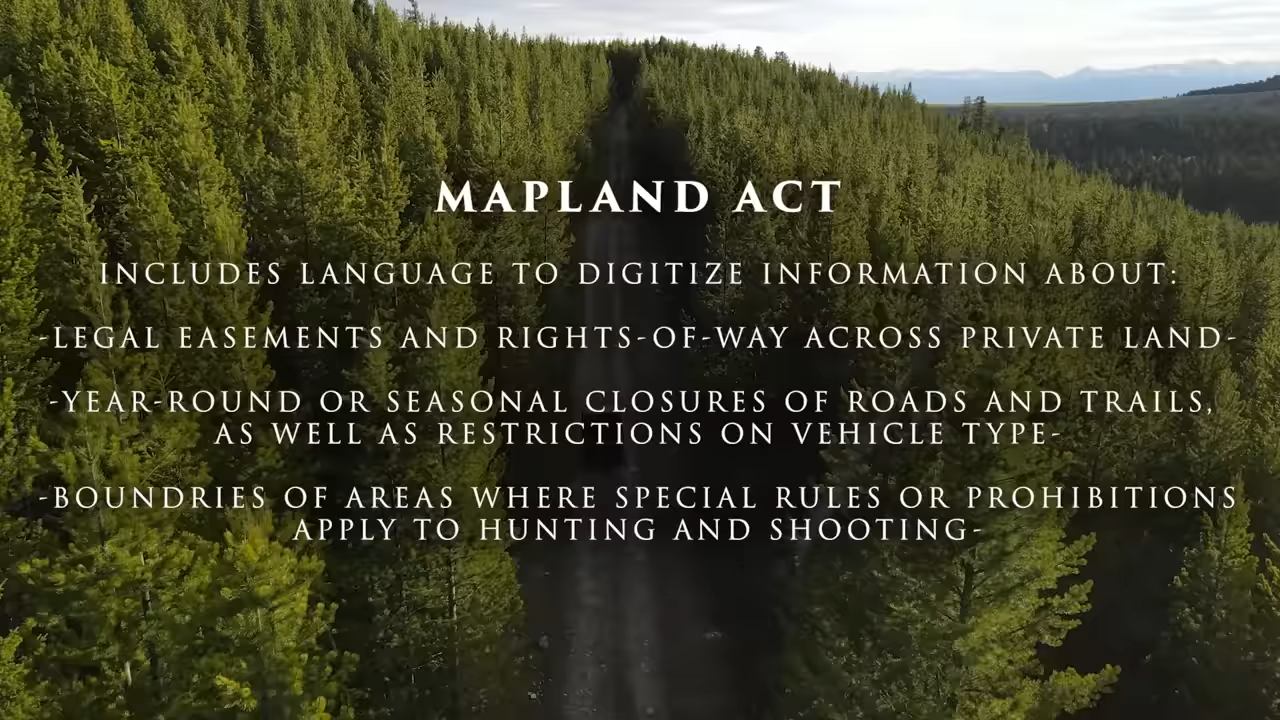 MAPLAND ACT
INCLUDES LANGUAGE TO DIGITIZE INFORMATION ABOUT:
-LEGAL EASEMENTS AND RIGHTS-OF-WAY ACROSS PRIVATE LAND-
-YEAR-ROUND OR SEASONAL CLOSURES OF ROADS AND TRAILS,
AS WELL AS RESTRICTIONS ON VEHICLE TYPE-
-BOUNDRIES OF AREAS WHERE SPECIAL RULES OR PROHIBITIONS
APPLY TO HUNTING AND SHOOTING-